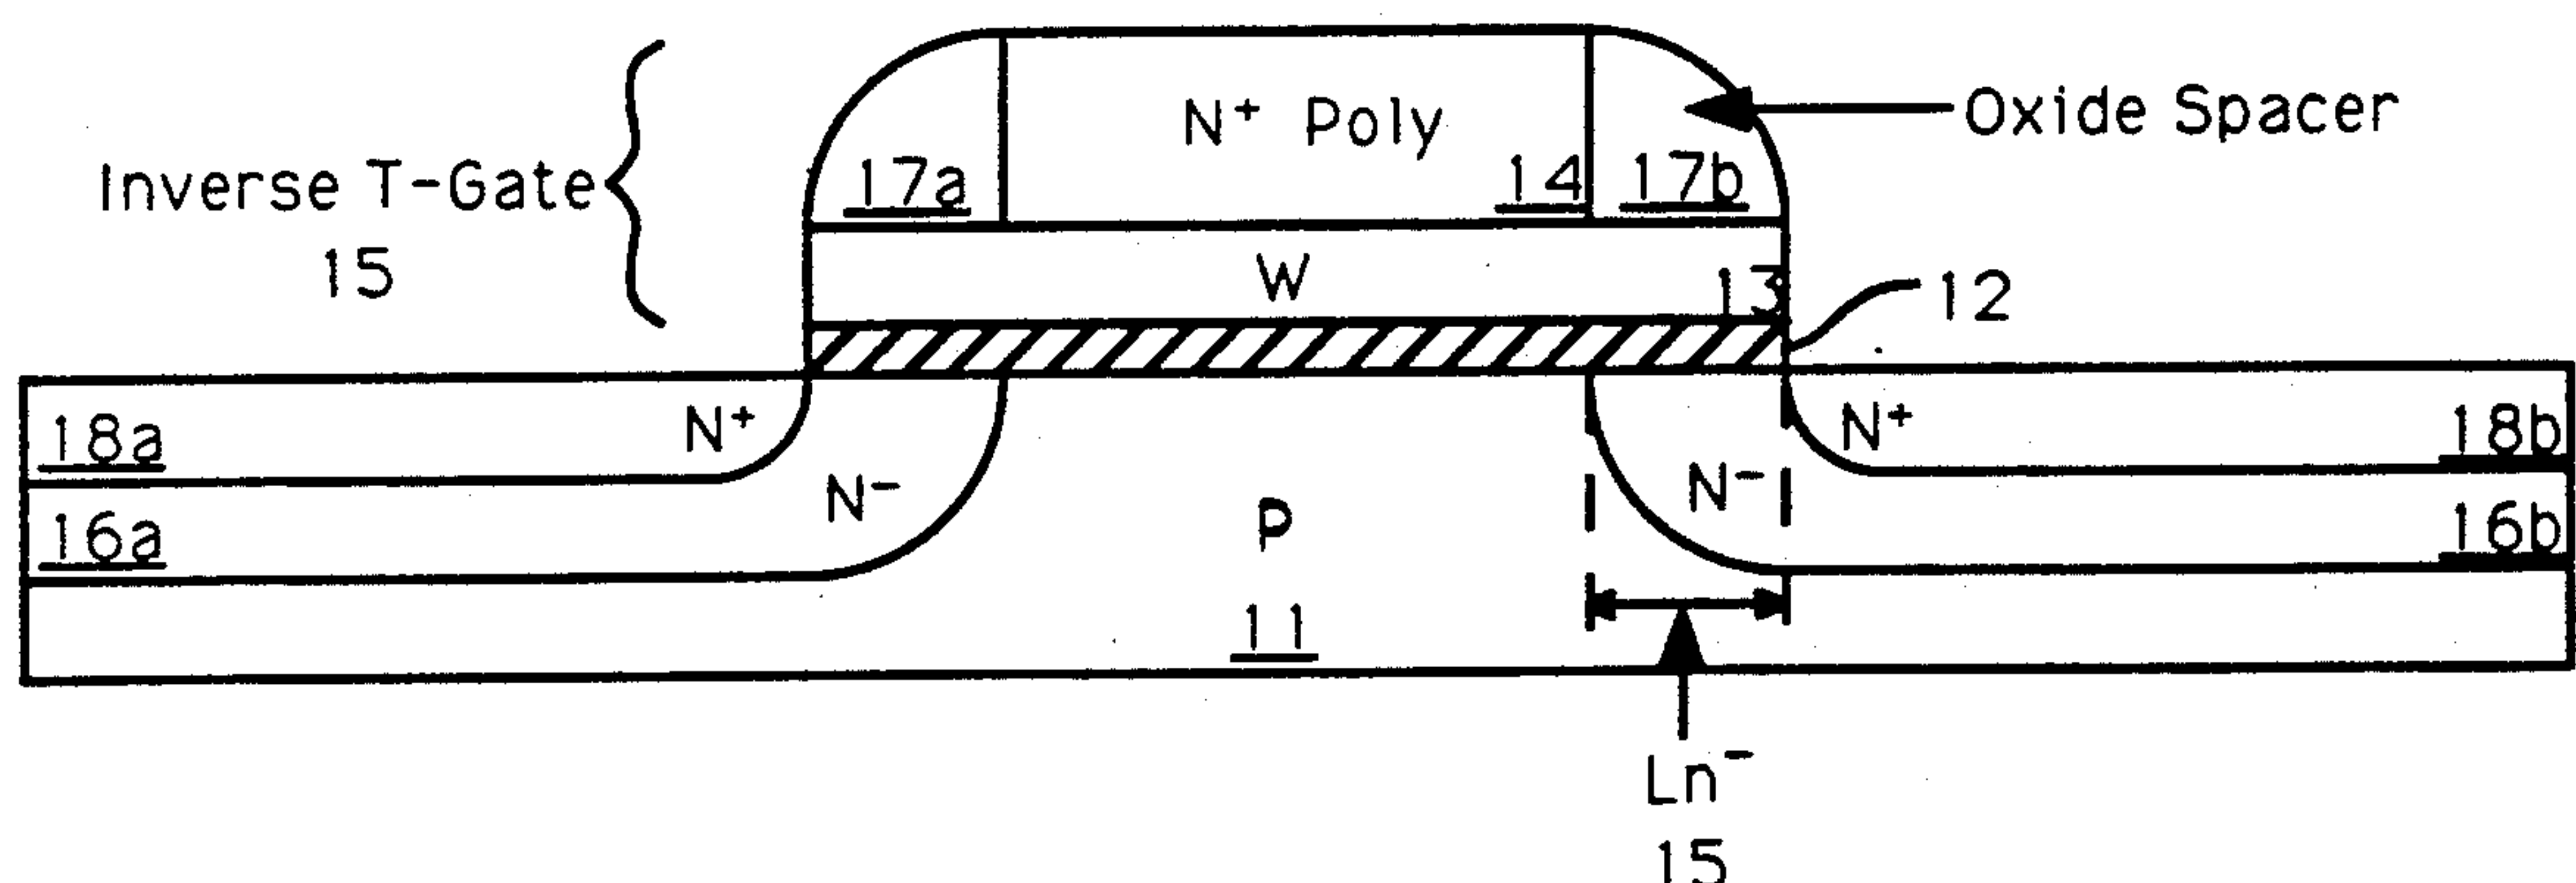 N⁺ Poly
Oxide Spacer
Inverse T-Gate
15
17a
14
17b
W
13
12
N⁺
N⁺
18a
18b
N⁻
N⁻
P
16a
16b
11
Ln⁻
15